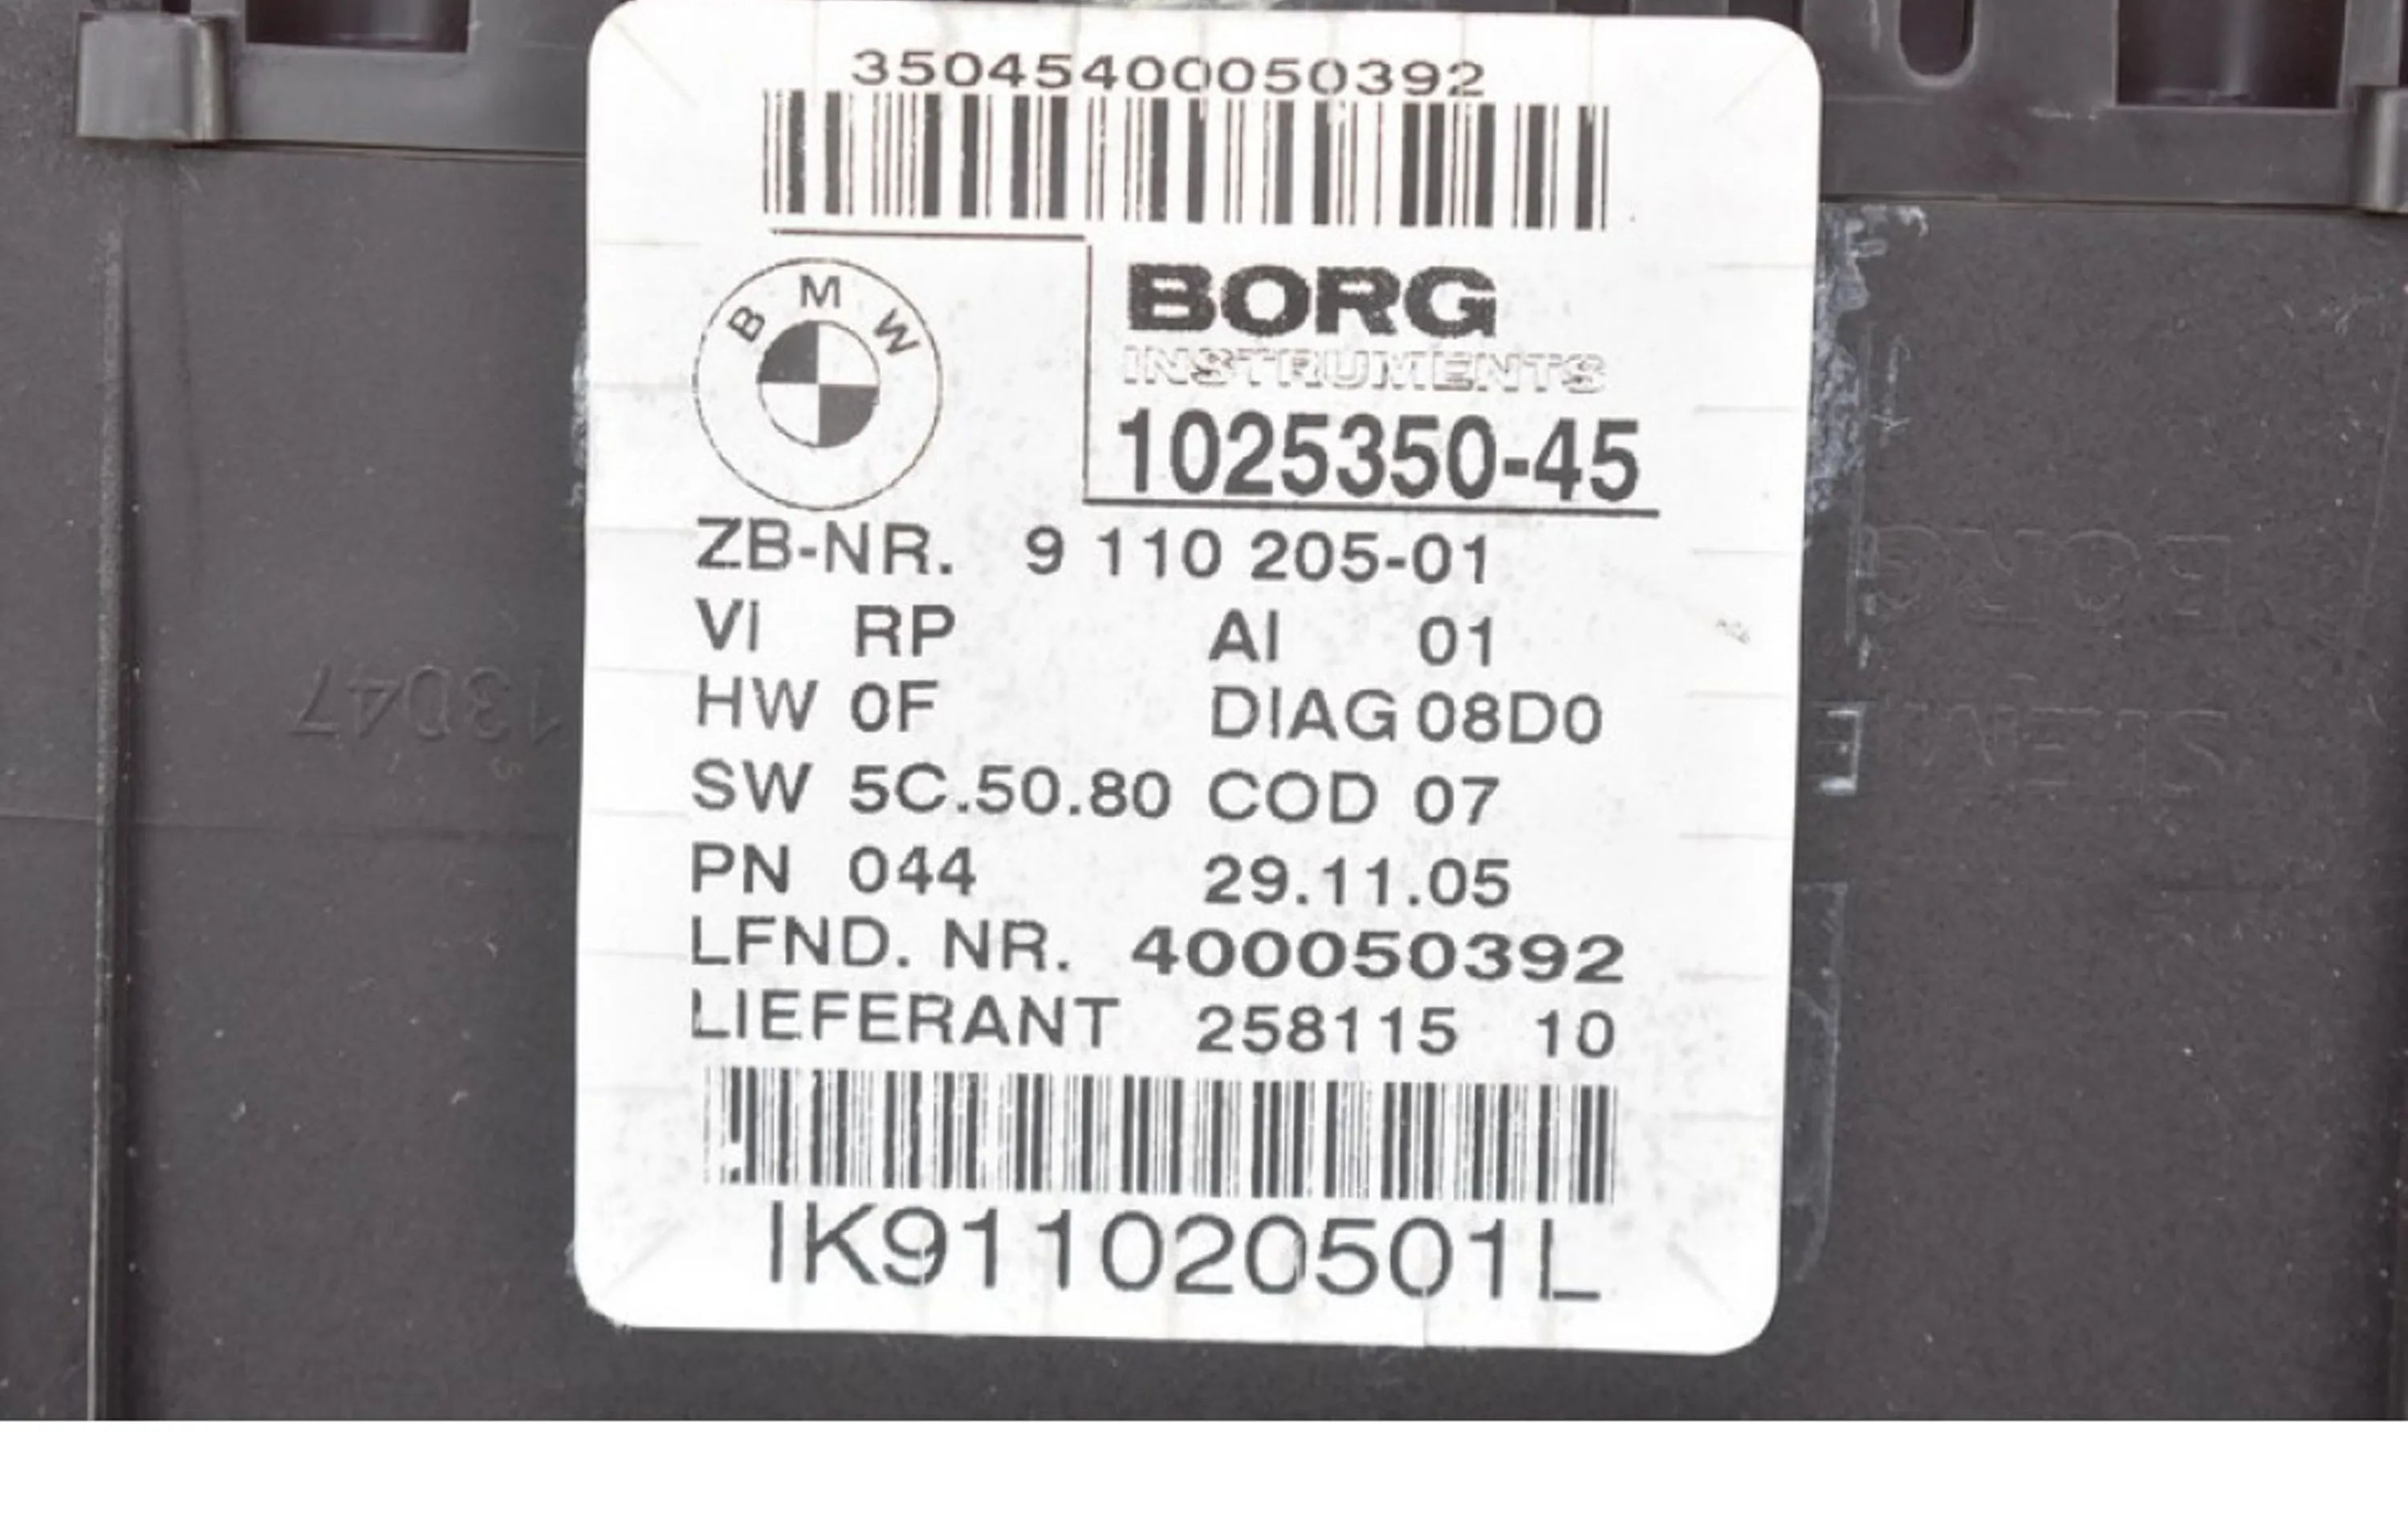 35045400050392
BMW
BORG
INSTRUMENTS
1025350-45
ZB-NR. 9 110 205-01
VI RP AI 01
HW 0F DIAG 08D0
SW 5C.50.80 COD 07
PN 044 29.11.05
LFND. NR. 400050392
LIEFERANT 258115 10
IK911020501L
13047
BORG